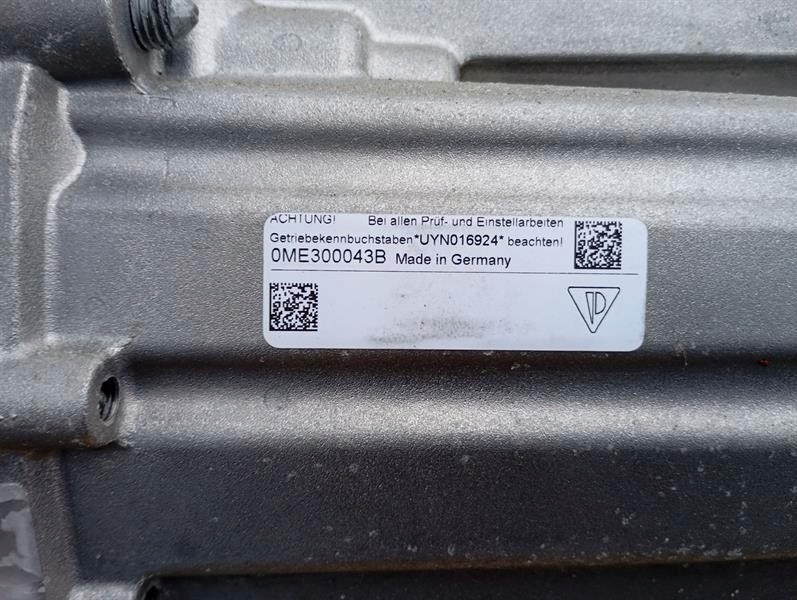 ACHTUNG! Bei allen Prüf- und Einstellarbeiten
Getriebekennbuchstaben*UYN016924* beachten!
0ME300043B Made in Germany